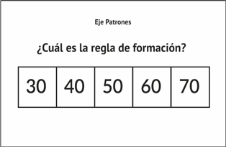 Eje Patrones
¿Cuál es la regla de formación?
30 40 50 60 70